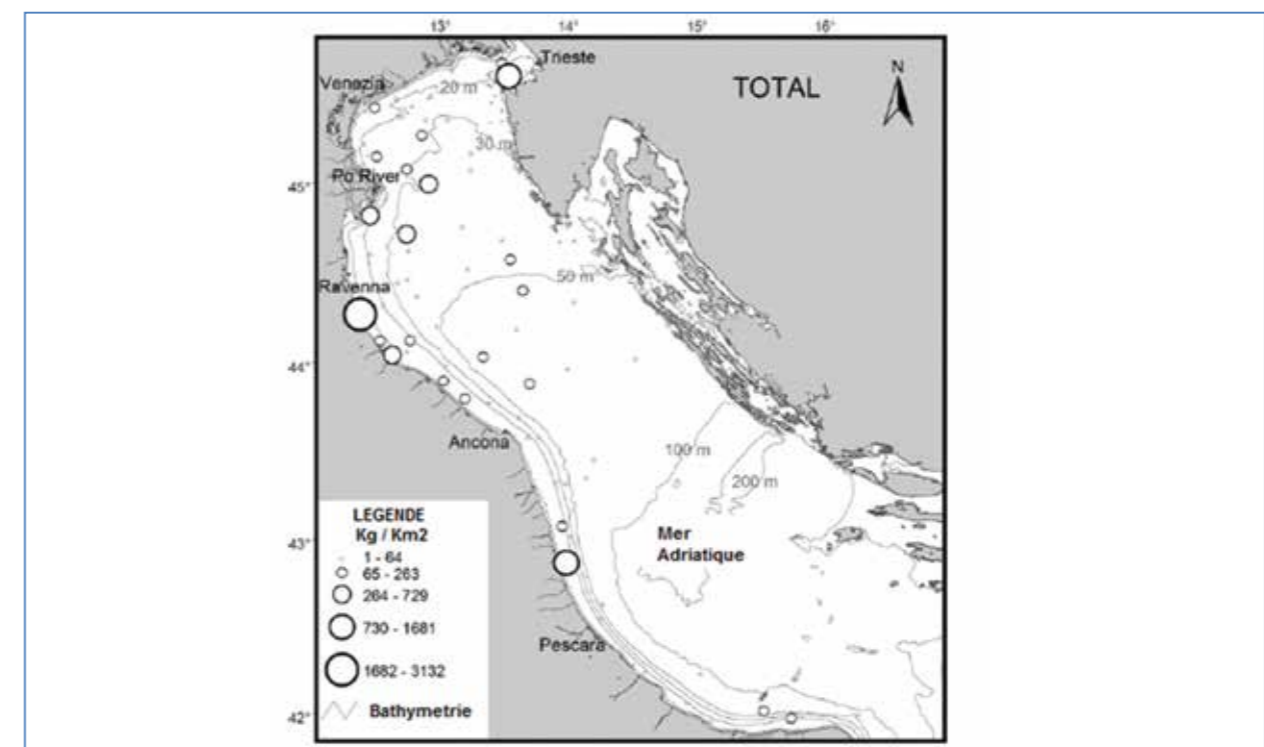 13° 14° 15° 16°
Trieste
N
TOTAL
Venezia
20 m
30 m
Po River
45°
50 m
Ravenna
44°
Ancona
100 m
200 m
LEGENDE
Kg / Km2
43°
Mer
Adriatique
1 - 64
65 - 263
264 - 729
730 - 1681
Pescara
1682 - 3132
Bathymetrie
42°